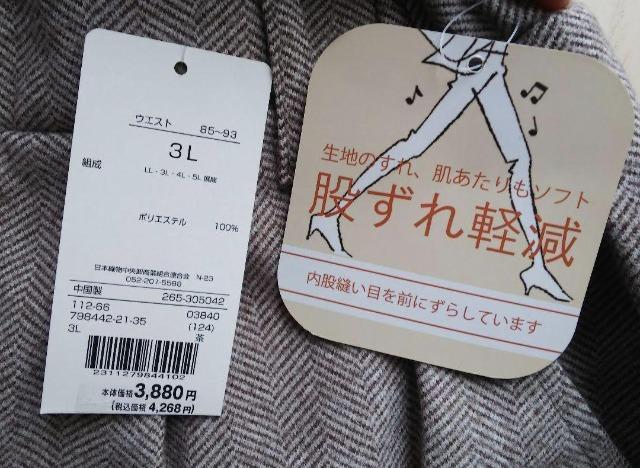 ウエスト 85~93
3L
組成
LL・3L・4L・5L展開
ポリエステル 100%
日本織物中央卸商業組合連合会 N-23
052-201-5598
中国製 265-305042
112-66 03840
798442-21-35 (124)
3L 茶
2311279844102
本体価格 3,880円
(税込価格 4,268円)
生地のすれ、肌あたりもソフト
股ずれ軽減
内股縫い目を前にずらしています